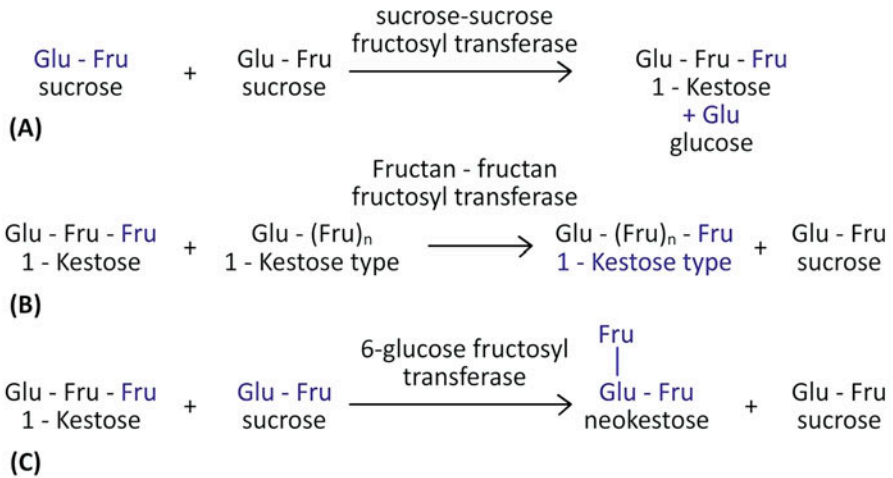 sucrose-sucrose
fructosyl transferase
Glu - Fru + Glu - Fru Glu - Fru - Fru
sucrose sucrose 1 - Kestose
+ Glu
(A) glucose
Fructan - fructan
fructosyl transferase
Glu - Fru - Fru + Glu - (Fru)n Glu - (Fru)n - Fru + Glu - Fru
1 - Kestose 1 - Kestose type 1 - Kestose type sucrose
(B)
6-glucose fructosyl
transferase
Fru
Glu - Fru - Fru + Glu - Fru Glu - Fru + Glu - Fru
1 - Kestose sucrose neokestose sucrose
(C)